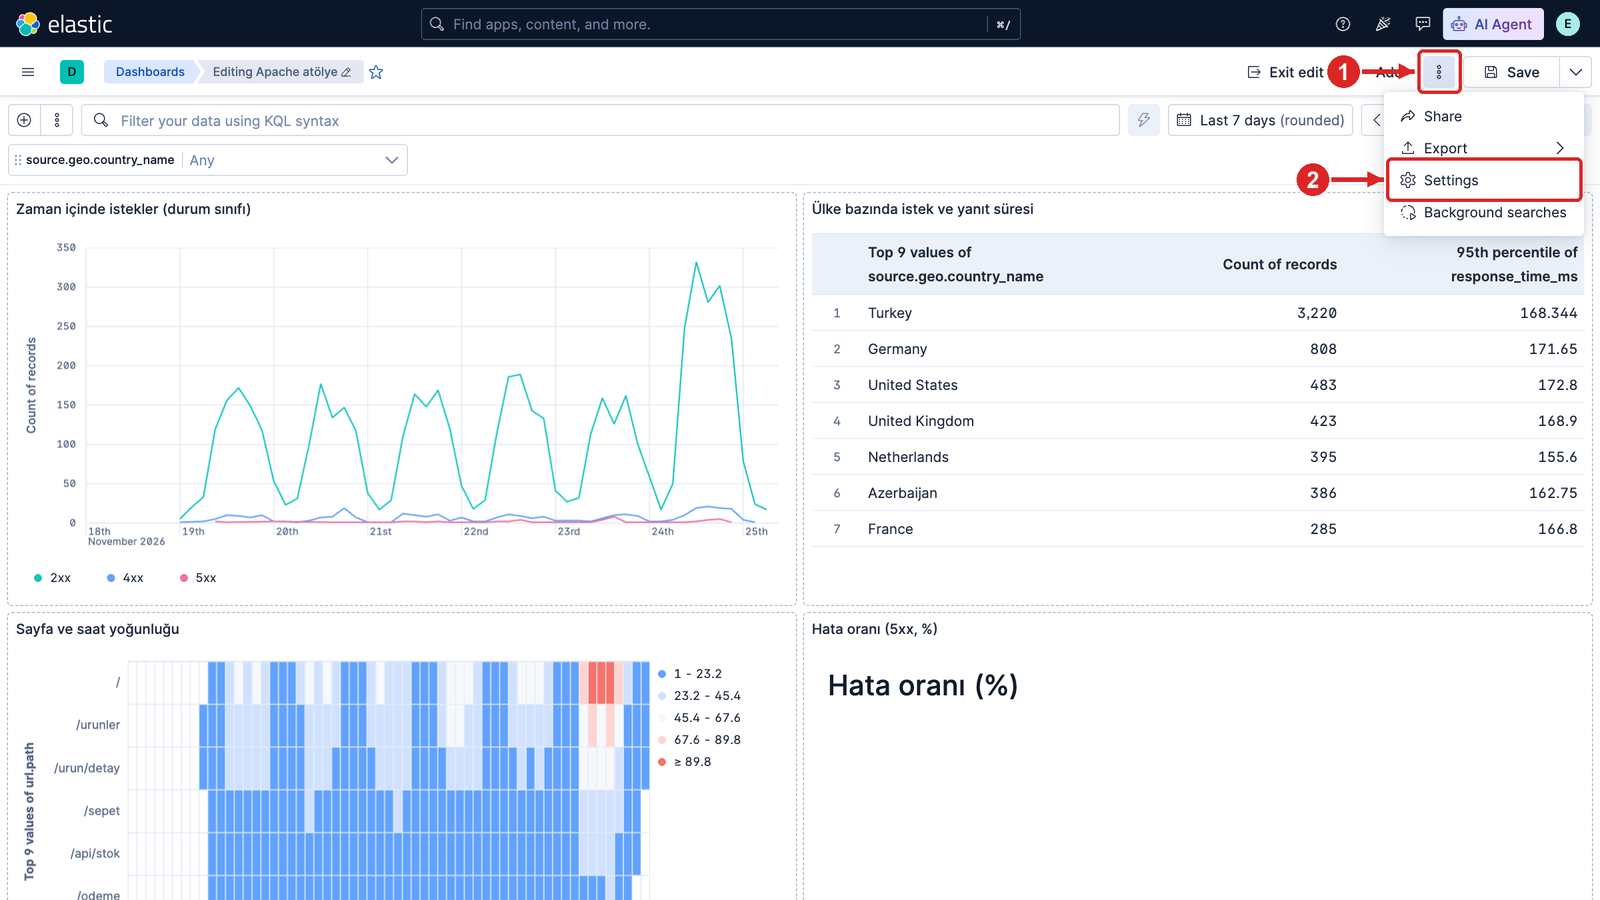 elastic
Find apps, content, and more.
⌘/
AI Agent
E
D
Dashboards
Editing Apache atölye
Exit edit
1
Save
Filter your data using KQL syntax
Last 7 days (rounded)
Share
Export
2
Settings
Background searches
source.geo.country_name
Any
Zaman içinde istekler (durum sınıfı)
Count of records
350
300
250
200
150
100
50
0
18th
19th
20th
21st
22nd
23rd
24th
25th
November 2026
2xx
4xx
5xx
Ülke bazında istek ve yanıt süresi
Top 9 values of source.geo.country_name
Count of records
95th percentile of response_time_ms
1 Turkey 3,220 168.344
2 Germany 808 171.65
3 United States 483 172.8
4 United Kingdom 423 168.9
5 Netherlands 395 155.6
6 Azerbaijan 386 162.75
7 France 285 166.8
Sayfa ve saat yoğunluğu
Top 9 values of url.path
/
/urunler
/urun/detay
/sepet
/api/stok
/odeme
1 - 23.2
23.2 - 45.4
45.4 - 67.6
67.6 - 89.8
≥ 89.8
Hata oranı (5xx, %)
Hata oranı (%)